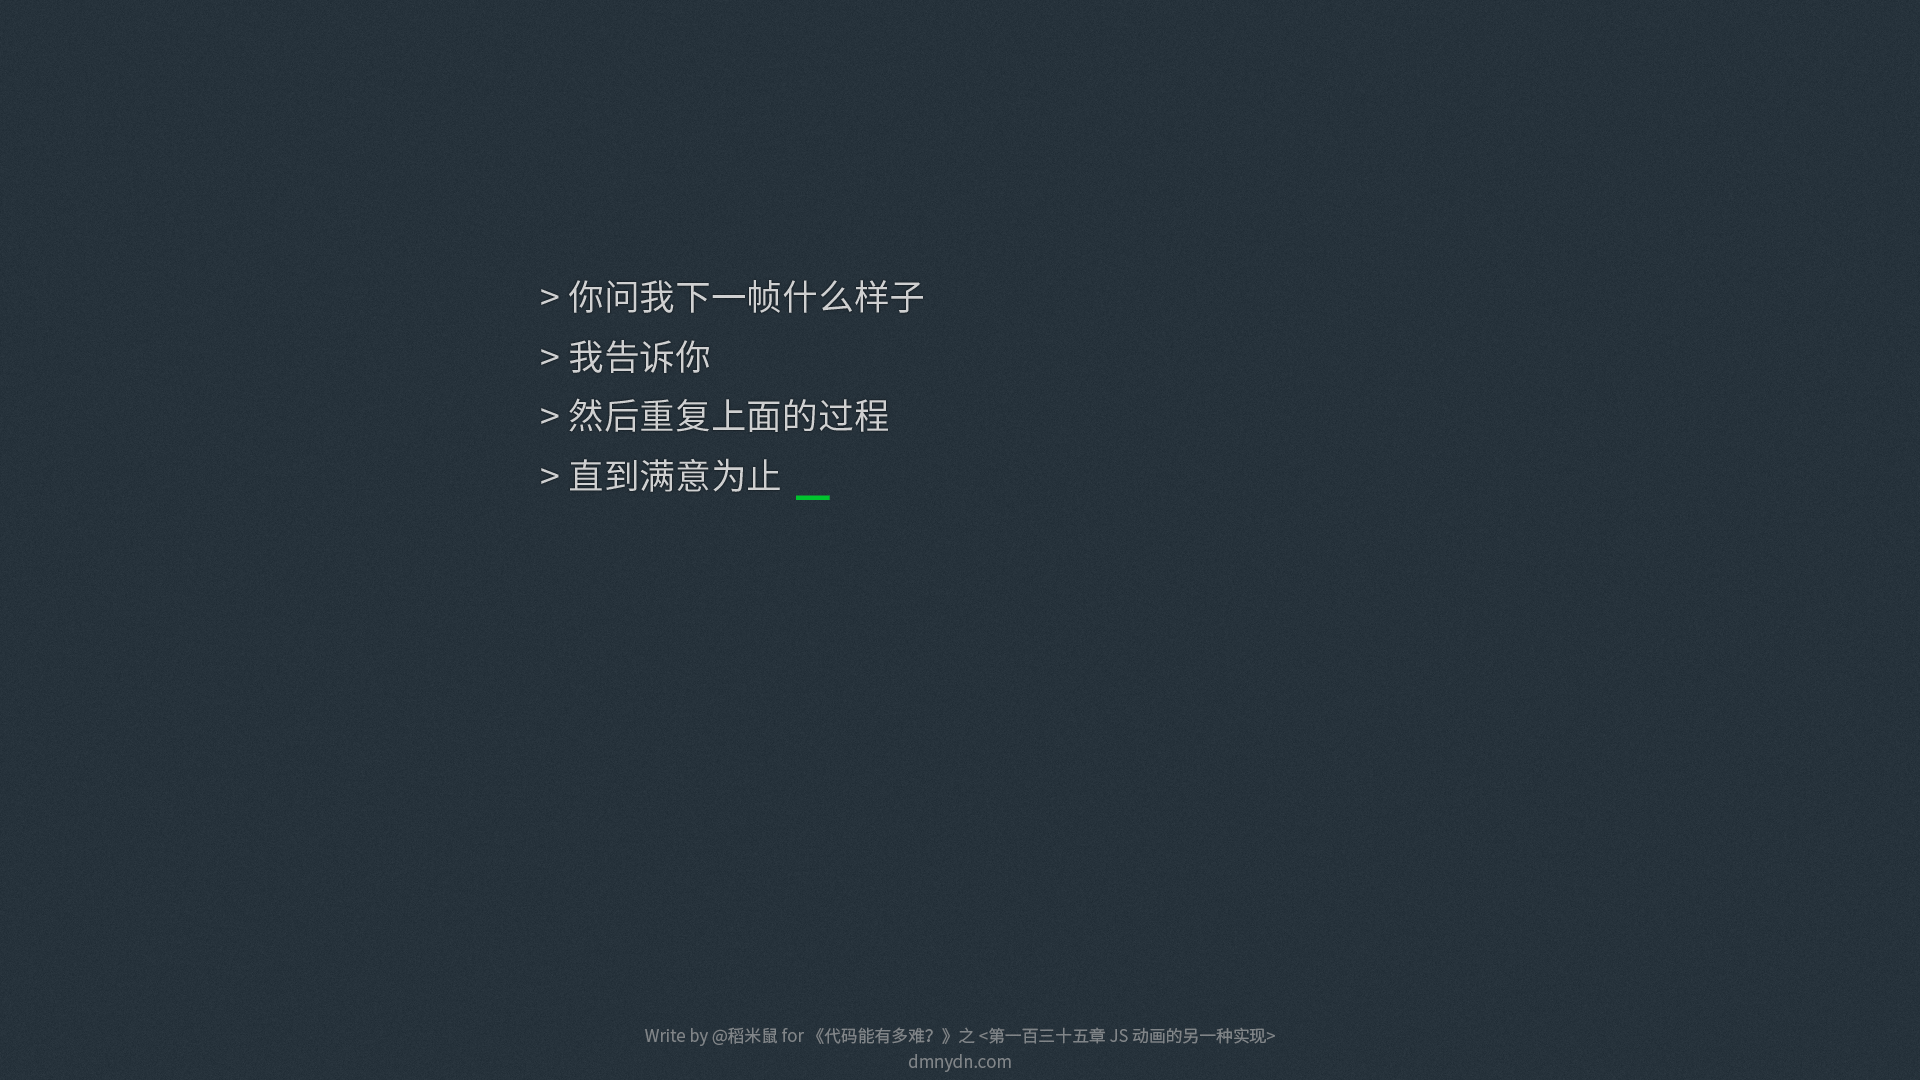 > 你问我下一帧什么样子
> 我告诉你
> 然后重复上面的过程
> 直到满意为止 _
Write by @稻米鼠 for 《代码能有多难？》之 <第一百三十五章 JS 动画的另一种实现>
dmnydn.com